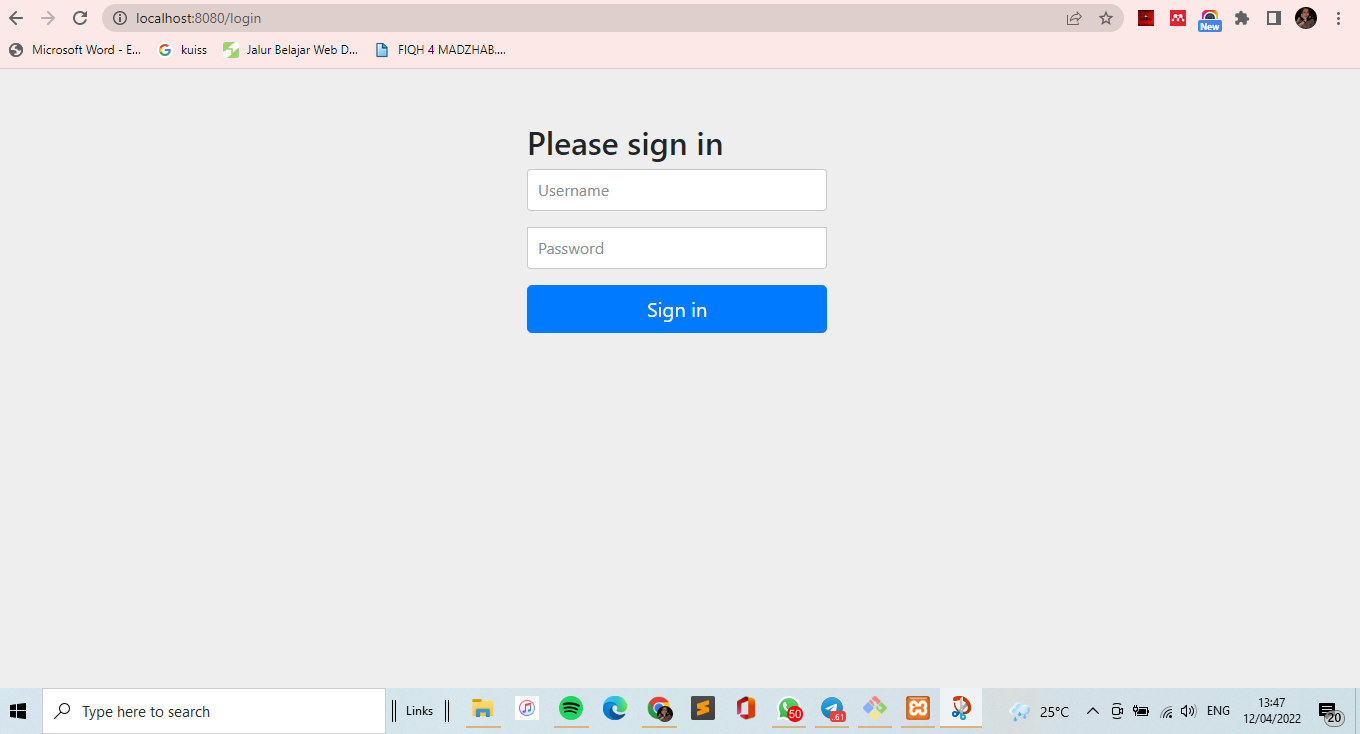 localhost:8080/login
New
Microsoft Word - E...
kuiss
Jalur Belajar Web D...
FIQH 4 MADZHAB....
Please sign in
Username
Password
Sign in
Type here to search
Links
50
.61
25°C
ENG
13:47
12/04/2022
20